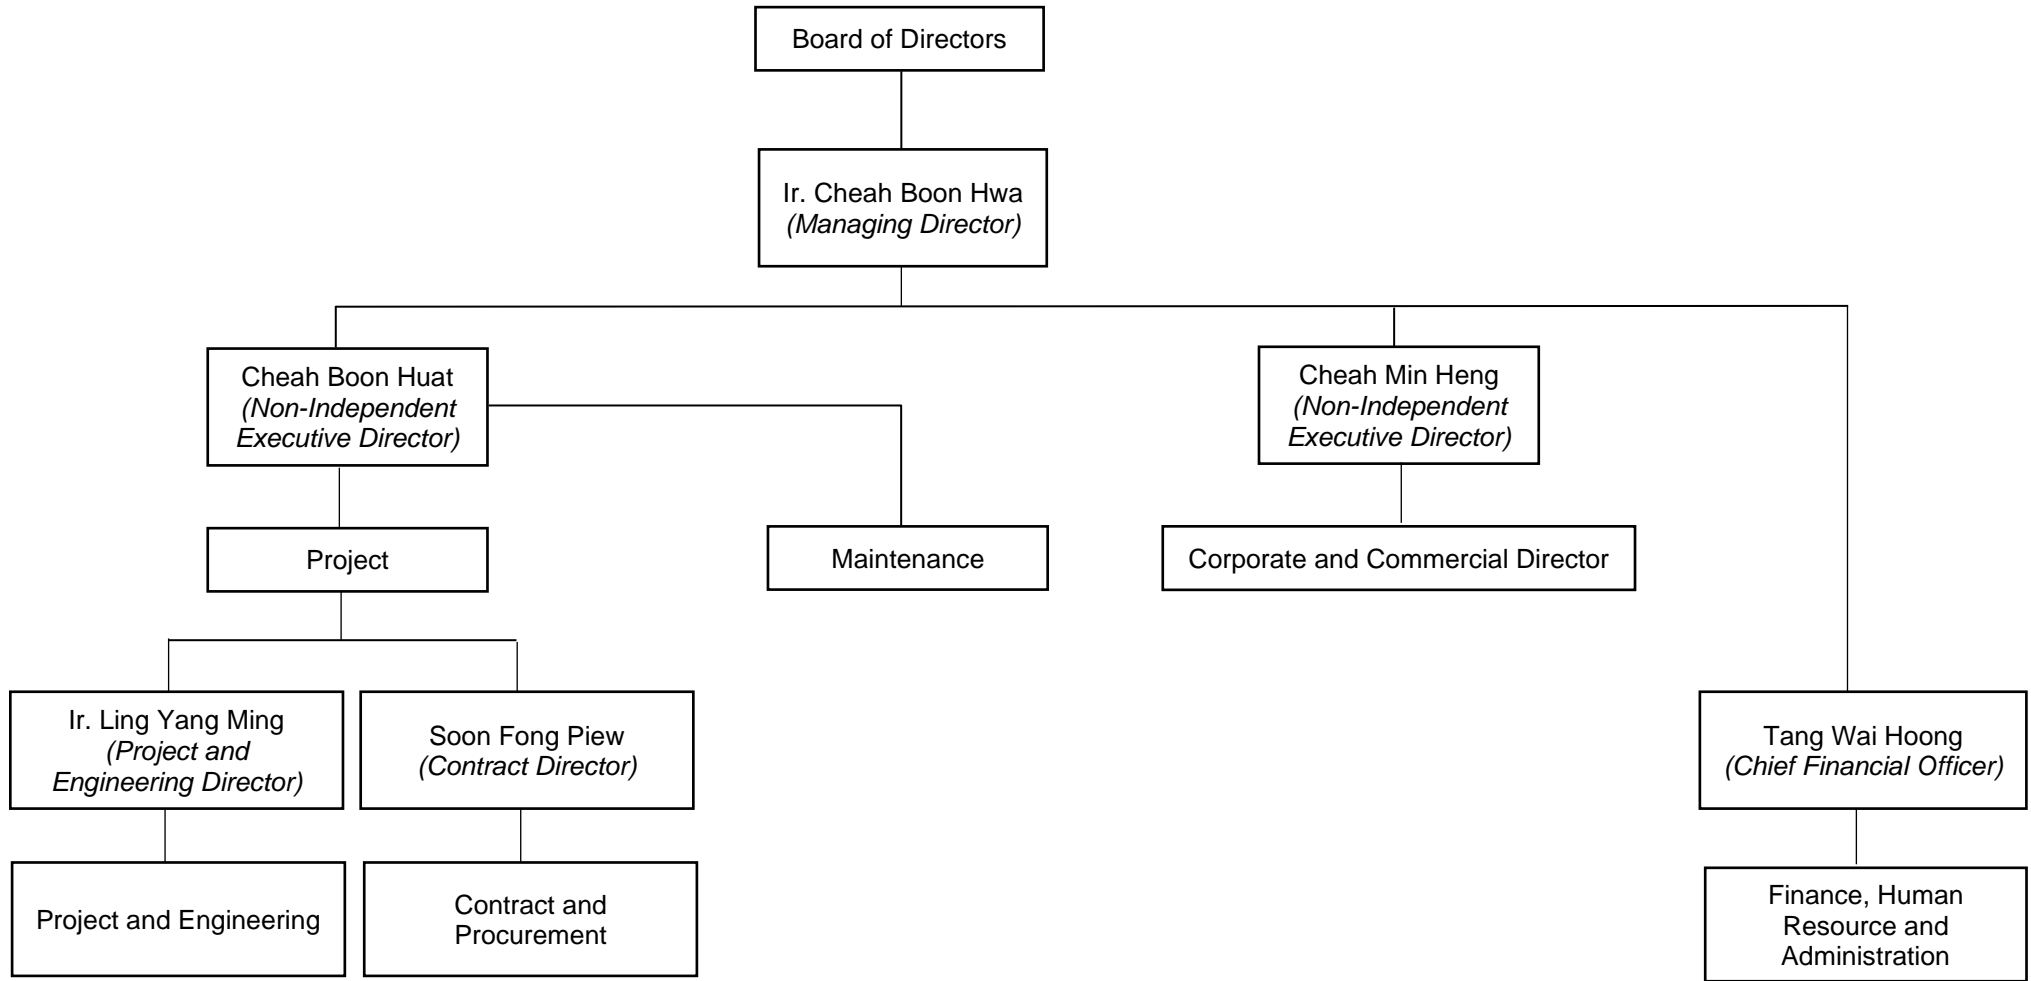 Board of Directors
Ir. Cheah Boon Hwa
(Managing Director)
Cheah Boon Huat
(Non-Independent
Executive Director)
Cheah Min Heng
(Non-Independent
Executive Director)
Project
Maintenance
Corporate and Commercial Director
Ir. Ling Yang Ming
(Project and
Engineering Director)
Soon Fong Piew
(Contract Director)
Tang Wai Hoong
(Chief Financial Officer)
Project and Engineering
Contract and
Procurement
Finance, Human
Resource and
Administration